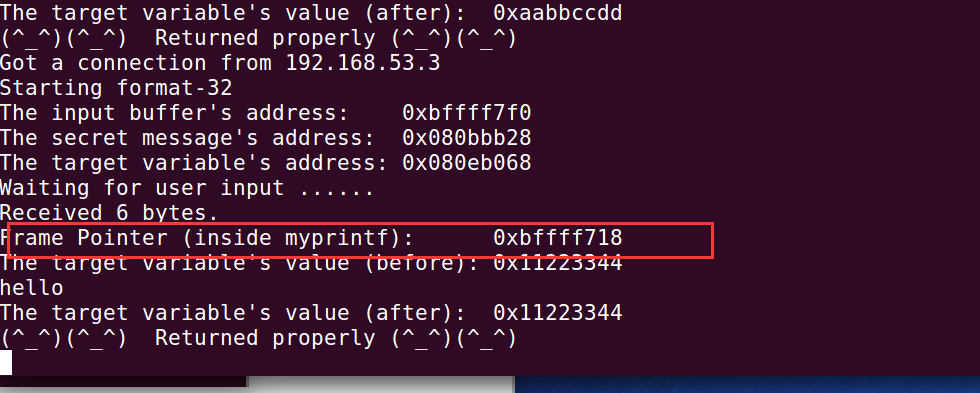 The target variable's value (after):  0xaabbccdd
(^_^)(^_^)  Returned properly (^_^)(^_^)
Got a connection from 192.168.53.3
Starting format-32
The input buffer's address:    0xbffff7f0
The secret message's address:  0x080bbb28
The target variable's address: 0x080eb068
Waiting for user input ......
Received 6 bytes.
Frame Pointer (inside myprintf):      0xbffff718
The target variable's value (before): 0x11223344
hello
The target variable's value (after):  0x11223344
(^_^)(^_^)  Returned properly (^_^)(^_^)